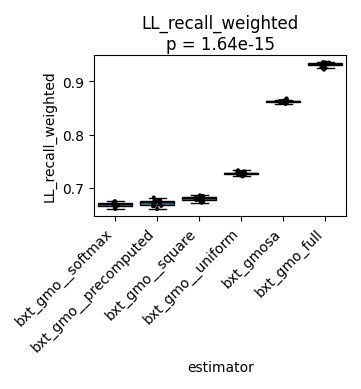 LL_recall_weighted
p = 1.64e-15
LL_recall_weighted
0.9
0.8
0.7
bxt_gmo__softmax
bxt_gmo__precomputed
bxt_gmo__square
bxt_gmo__uniform
bxt_gmosa
bxt_gmo_full
estimator